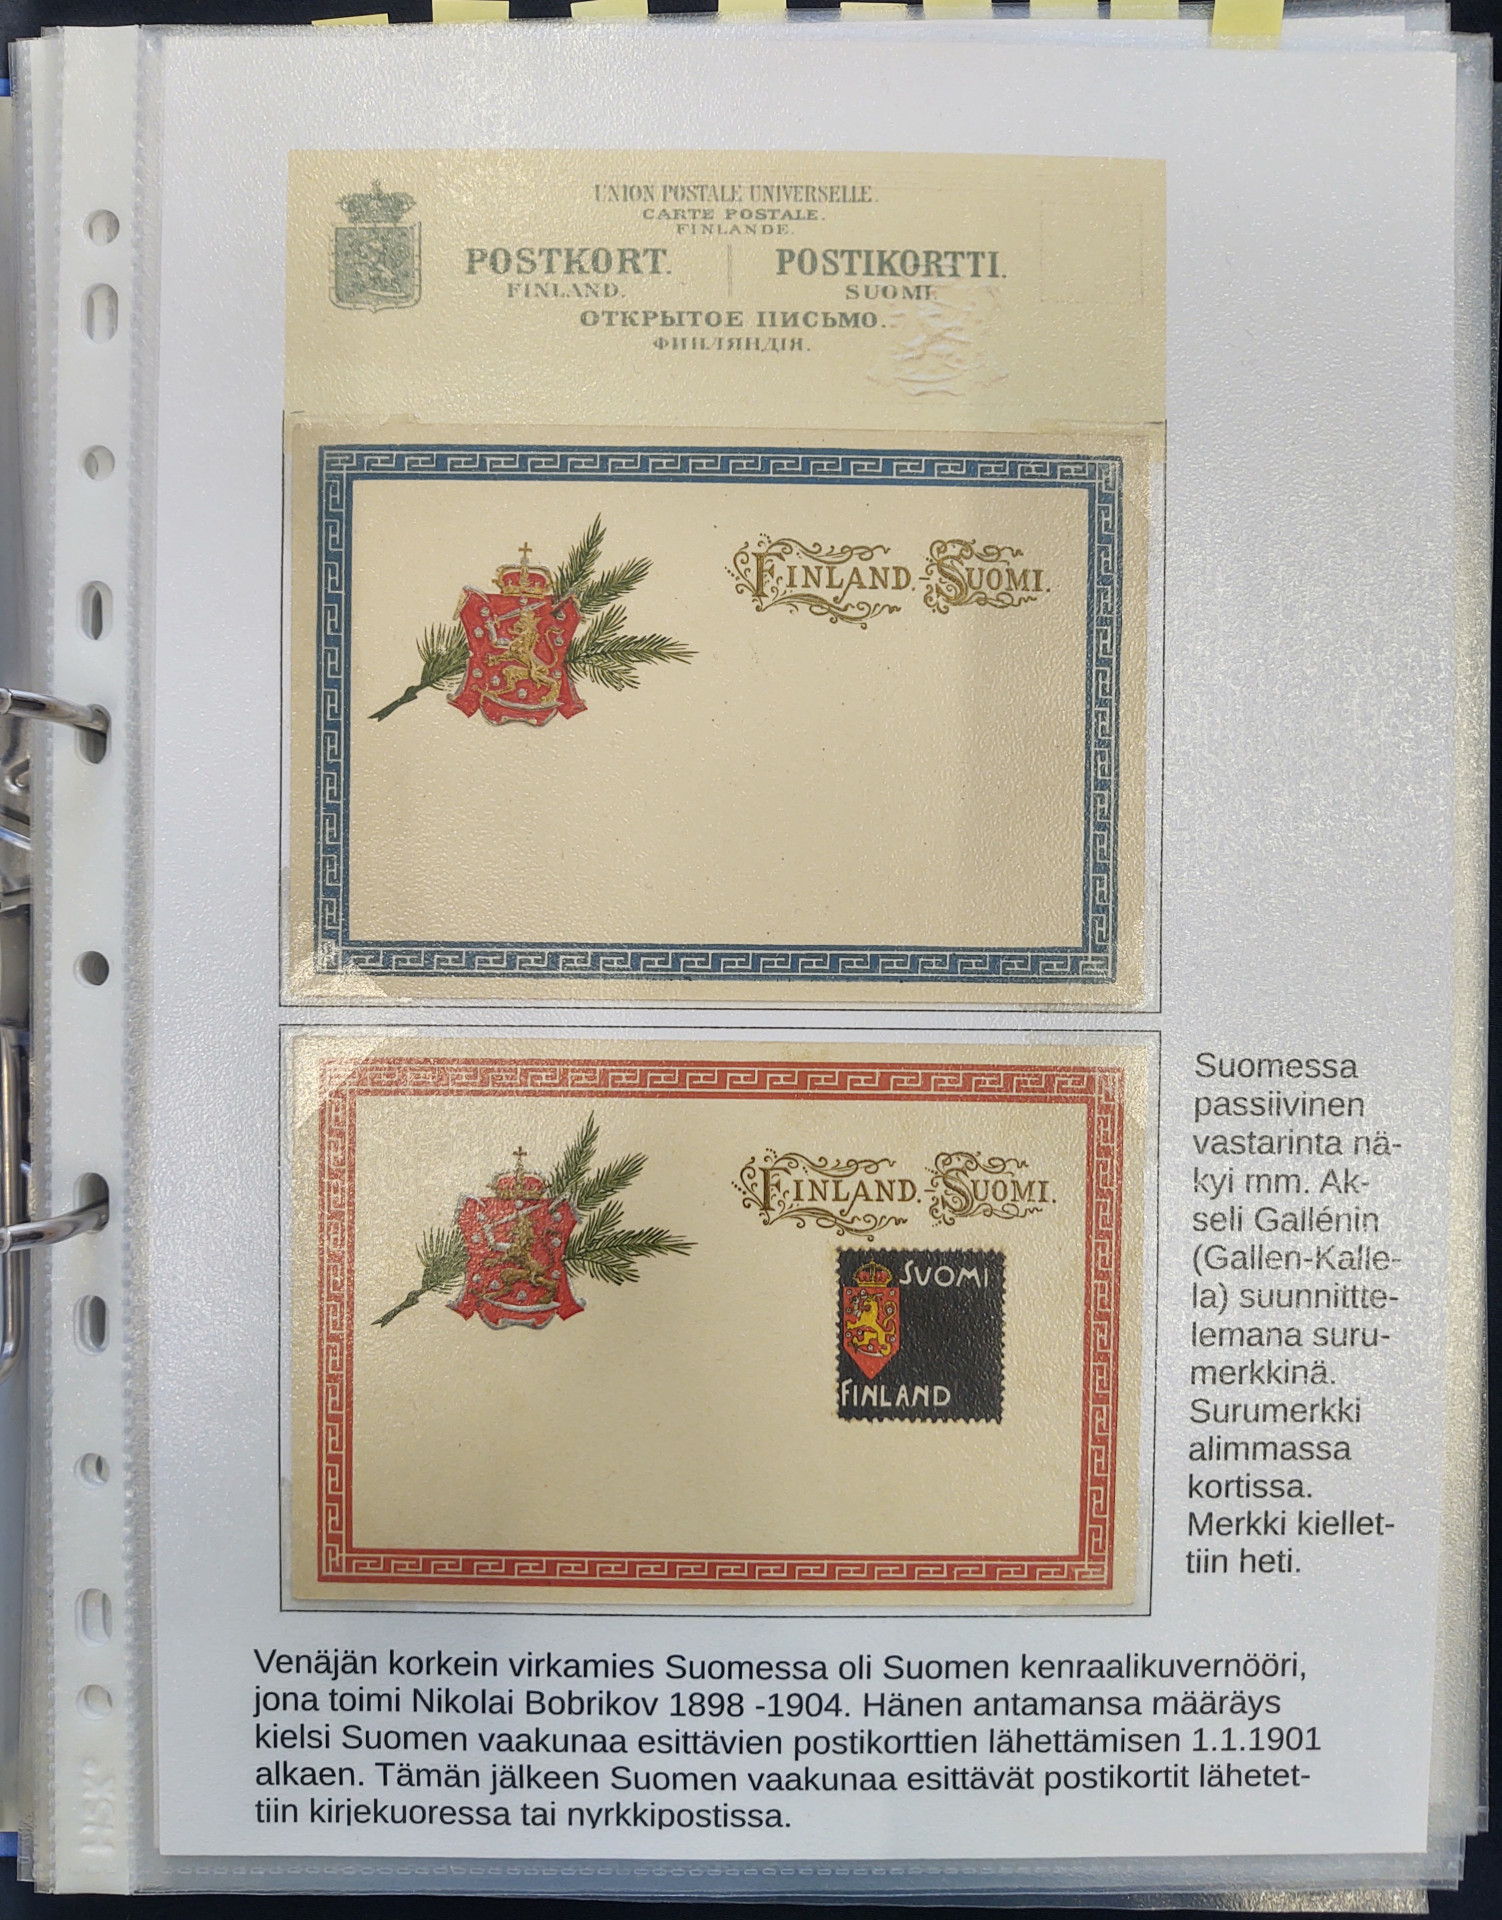 UNION POSTALE UNIVERSELLE.
CARTE POSTALE.
FINLANDE.
POSTKORT. POSTIKORTTI.
FINLAND. SUOMI
ОТКРЫТОЕ ПИСЬМО.
ФИНЛЯНДІЯ.
FINLAND.-SUOMI.
FINLAND.-SUOMI.
SUOMI
FINLAND
Suomessa
passiivinen
vastarinta nä-
kyi mm. Ak-
seli Gallénin
(Gallen-Kalle-
la) suunnittte-
lemana suru-
merkkinä.
Surumerkki
alimmassa
kortissa.
Merkki kiellet-
tiin heti.
Venäjän korkein virkamies Suomessa oli Suomen kenraalikuvernööri,
jona toimi Nikolai Bobrikov 1898 -1904. Hänen antamansa määräys
kielsi Suomen vaakunaa esittävien postikorttien lähettämisen 1.1.1901
alkaen. Tämän jälkeen Suomen vaakunaa esittävät postikortit lähetet-
tiin kirjekuoressa tai nyrkkipostissa.